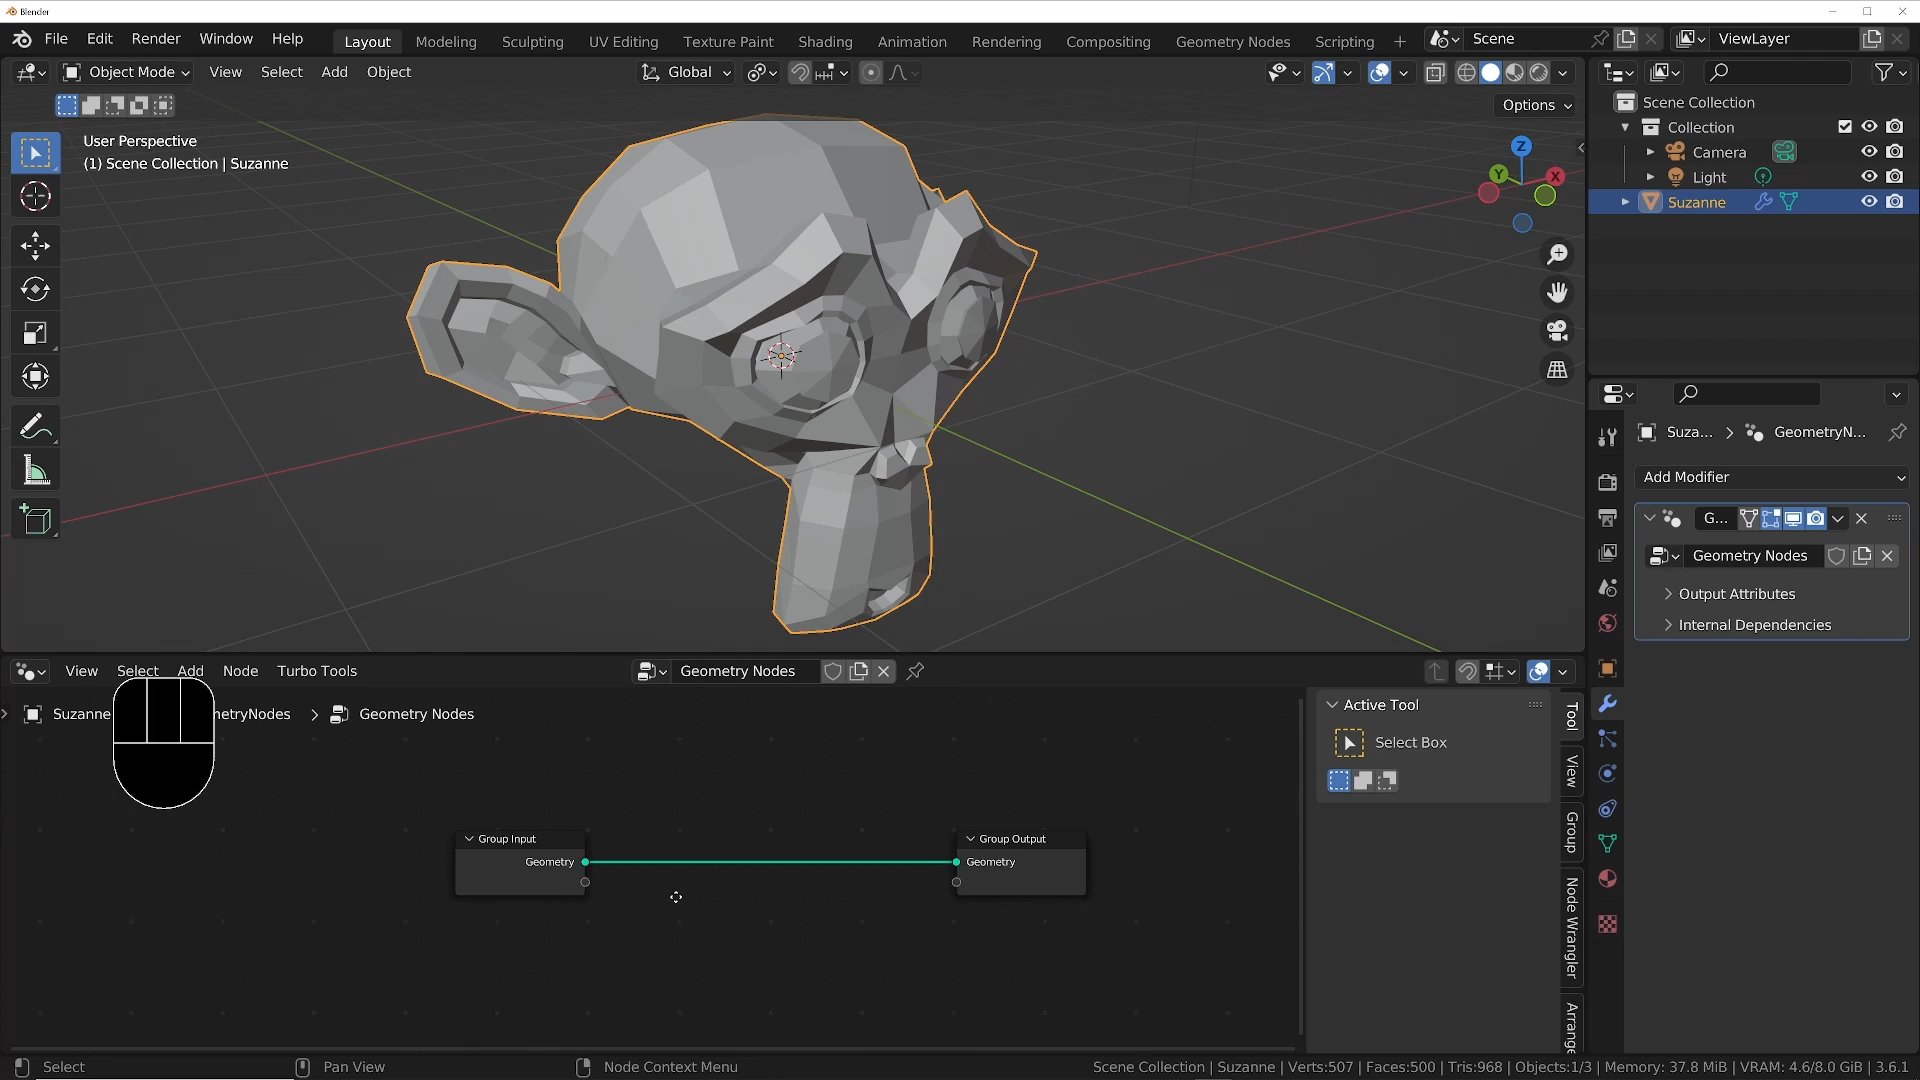 Blender
File Edit Render Window Help
Layout Modeling Sculpting UV Editing Texture Paint Shading Animation Rendering Compositing Geometry Nodes Scripting
Scene
ViewLayer
Object Mode View Select Add Object
Global
Options
User Perspective
(1) Scene Collection | Suzanne
Z
Y
X
Scene Collection
Collection
Camera
Light
Suzanne
Suza... > GeometryN...
Add Modifier
G...
Geometry Nodes
Output Attributes
Internal Dependencies
View Select Add Node Turbo Tools
Geometry Nodes
Suzanne
netryNodes > Geometry Nodes
Group Input
Geometry
Group Output
Geometry
Active Tool
Select Box
Tool
View
Group
Node Wrangler
Arrange
Select
Pan View
Node Context Menu
Scene Collection | Suzanne | Verts:507 | Faces:500 | Tris:968 | Objects:1/3 | Memory: 37.8 MiB | VRAM: 4.6/8.0 GiB | 3.6.1